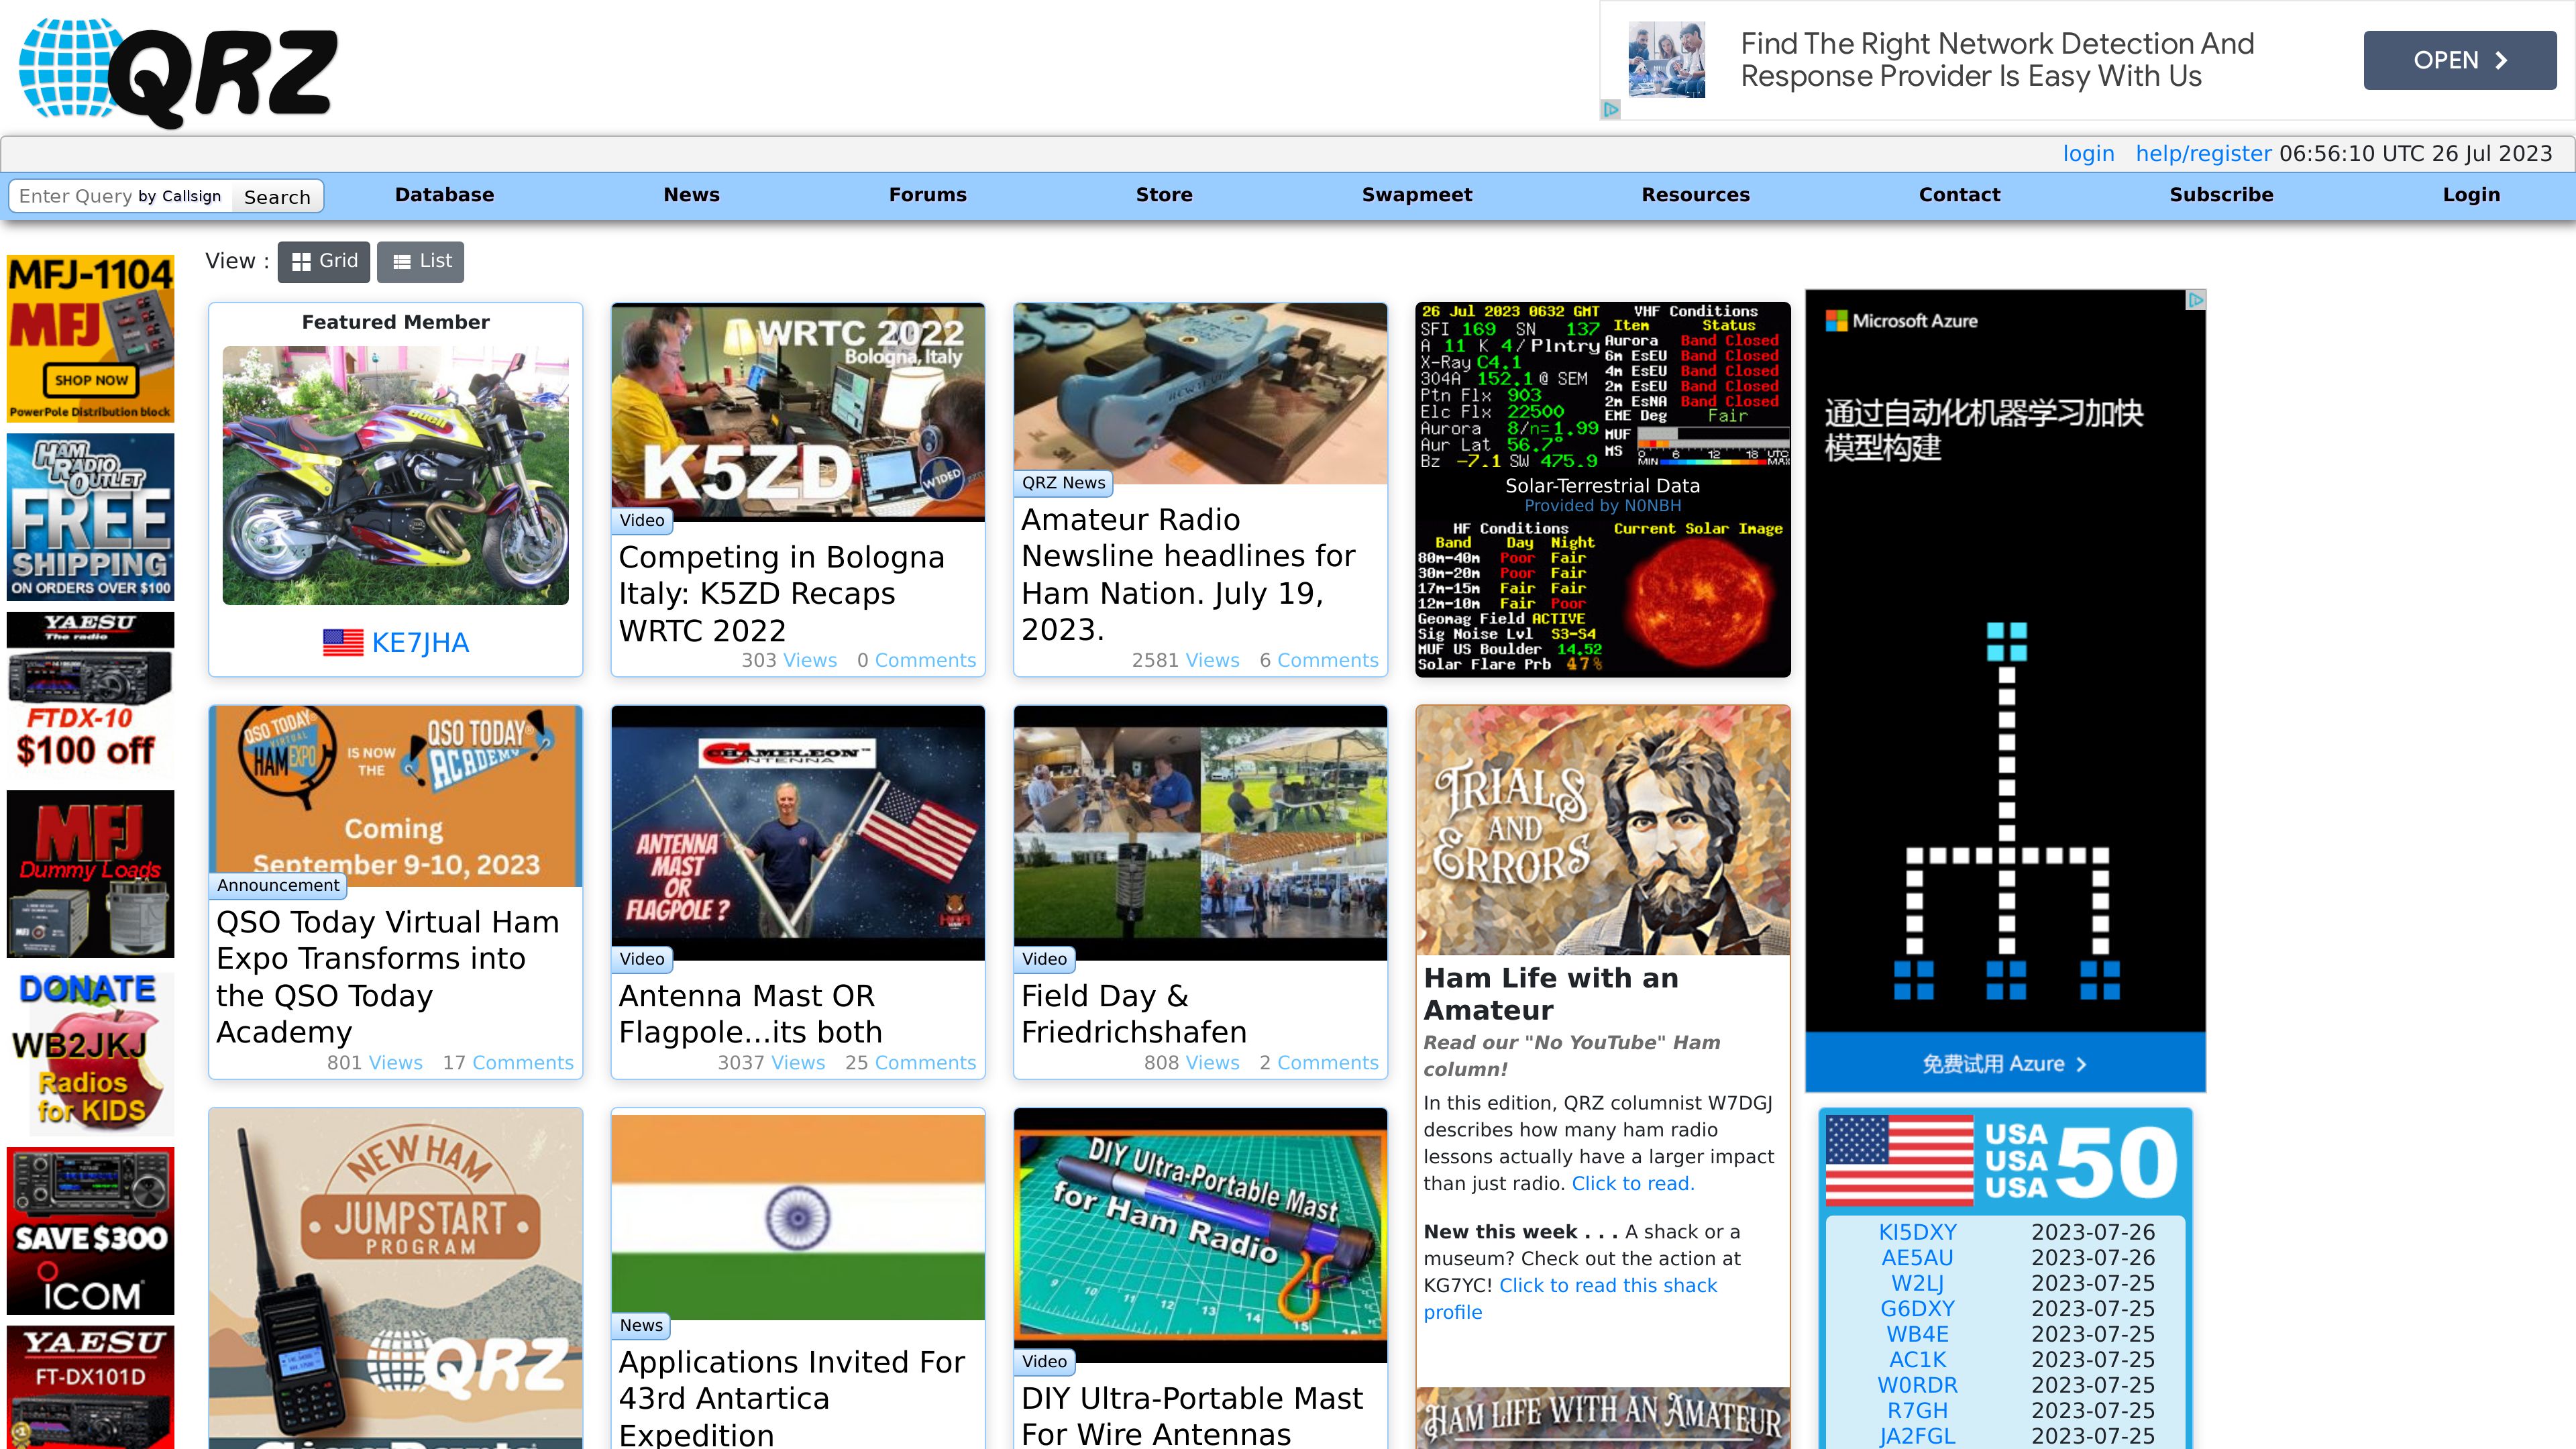 QRZ
Find The Right Network Detection And
Response Provider Is Easy With Us
OPEN
login help/register 06:56:10 UTC 26 Jul 2023
Enter Query by Callsign Search Database News Forums Store Swapmeet Resources Contact Subscribe Login
View : Grid List
MFJ-1104
MFJ
SHOP NOW
PowerPole Distribution block
HAM RADIO OUTLET
FREE
SHIPPING
ON ORDERS OVER $100
YAESU
The radio
FTDX-10
$100 off
MFJ
Dummy Loads
DONATE
WB2JKJ
Radios
for KIDS
SAVE $300
ICOM
YAESU
FT-DX101D
Featured Member
KE7JHA
WRTC 2022
Bologna, Italy
K5ZD
W1DED
Video
Competing in Bologna
Italy: K5ZD Recaps
WRTC 2022
303 Views 0 Comments
QRZ News
Amateur Radio
Newsline headlines for
Ham Nation. July 19,
2023.
2581 Views 6 Comments
26 Jul 2023 0632 GMT
SFI 169 SN 137
A 11 K 4/Plntry
X-Ray C4.1
304A 152.1 @ SEM
Ptn Flx 903
Elc Flx 22500
Aurora 8/n=1.99
Aur Lat 56.7°
Bz -7.1 SW 475.9
VHF Conditions
Item Status
Aurora Band Closed
6m EsEU Band Closed
4m EsEU Band Closed
2m EsEU Band Closed
2m EsNA Band Closed
EME Deg Fair
MUF
MS
0 6 12 18 UTC
MIN MAX
Solar-Terrestrial Data
Provided by N0NBH
HF Conditions
Band Day Night
80m-40m Poor Fair
30m-20m Poor Fair
17m-15m Fair Fair
12m-10m Fair Poor
Geomag Field ACTIVE
Sig Noise Lvl S3-S4
MUF US Boulder 14.52
Solar Flare Prb 47%
Current Solar Image
Microsoft Azure
通过自动化机器学习加快
模型构建
免费试用 Azure
QSO TODAY VIRTUAL HAM EXPO
IS NOW
THE
QSO TODAY
ACADEMY
Coming
September 9-10, 2023
Announcement
QSO Today Virtual Ham
Expo Transforms into
the QSO Today
Academy
801 Views 17 Comments
CHAMELEON
ANTENNA
ANTENNA
MAST
OR
FLAGPOLE ?
Video
Antenna Mast OR
Flagpole...its both
3037 Views 25 Comments
Video
Field Day &
Friedrichshafen
808 Views 2 Comments
TRIALS
AND
ERRORS
Ham Life with an
Amateur
Read our "No YouTube" Ham
column!
In this edition, QRZ columnist W7DGJ
describes how many ham radio
lessons actually have a larger impact
than just radio. Click to read.
New this week . . . A shack or a
museum? Check out the action at
KG7YC! Click to read this shack
profile
HAM LIFE WITH AN AMATEUR
NEW HAM
JUMPSTART
PROGRAM
QRZ
News
Applications Invited For
43rd Antartica
Expedition
DIY Ultra-Portable Mast
for Ham Radio
9 10 11 12 13 14 15
Video
DIY Ultra-Portable Mast
For Wire Antennas
USA
USA
USA
50
KI5DXY 2023-07-26
AE5AU 2023-07-26
W2LJ 2023-07-25
G6DXY 2023-07-25
WB4E 2023-07-25
AC1K 2023-07-25
W0RDR 2023-07-25
R7GH 2023-07-25
JA2FGL 2023-07-25